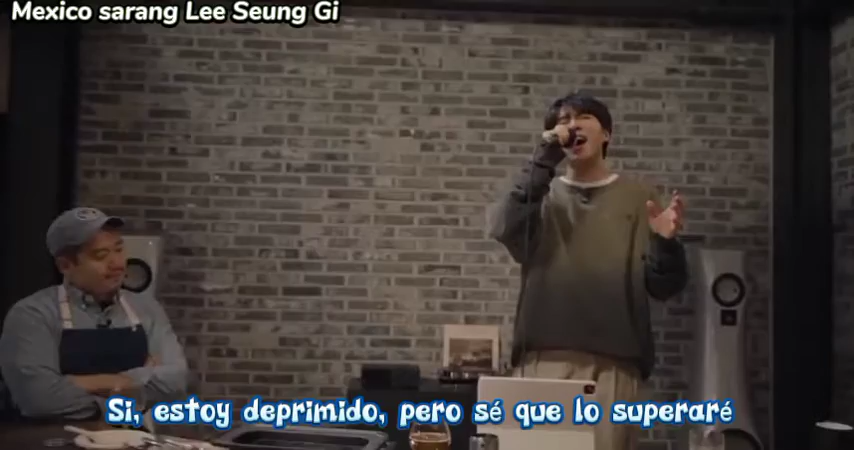 Mexico sarang Lee Seung Gi
Si, estoy deprimido, pero sé que lo superaré